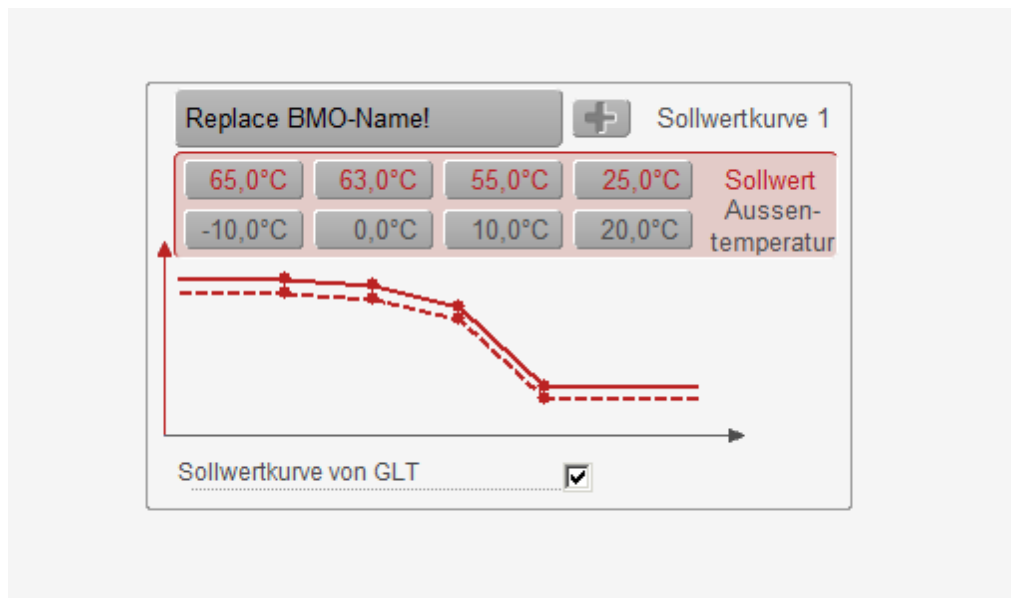 Replace BMO-Name! Sollwertkurve 1
65,0°C 63,0°C 55,0°C 25,0°C Sollwert
-10,0°C 0,0°C 10,0°C 20,0°C Aussen-
temperatur
Sollwertkurve von GLT